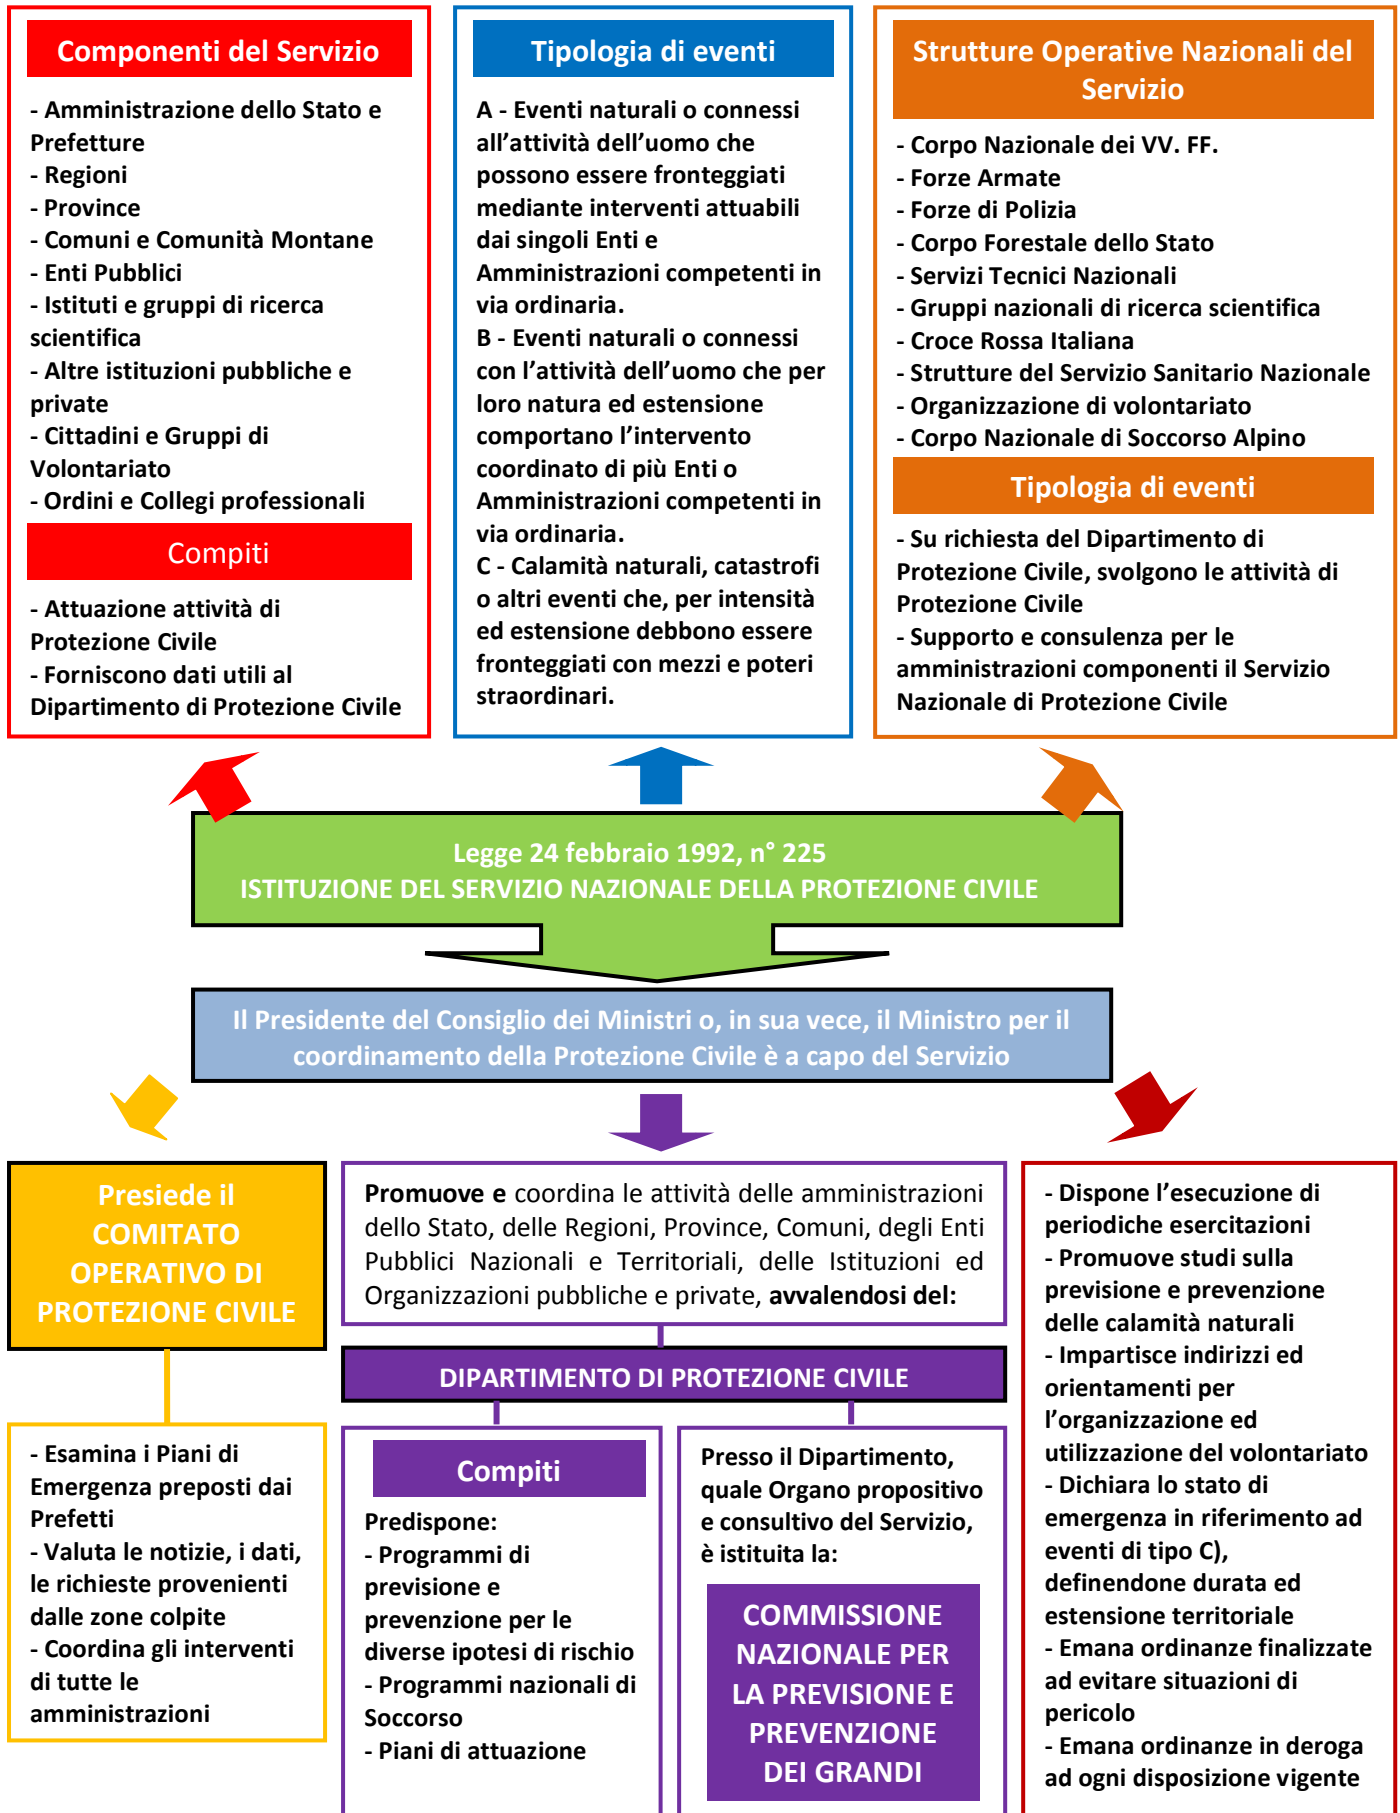 Componenti del Servizio
- Amministrazione dello Stato e
Prefetture
- Regioni
- Province
- Comuni e Comunità Montane
- Enti Pubblici
- Istituti e gruppi di ricerca
scientifica
- Altre istituzioni pubbliche e
private
- Cittadini e Gruppi di
Volontariato
- Ordini e Collegi professionali
Compiti
- Attuazione attività di
Protezione Civile
- Forniscono dati utili al
Dipartimento di Protezione Civile
Tipologia di eventi
A - Eventi naturali o connessi
all’attività dell’uomo che
possono essere fronteggiati
mediante interventi attuabili
dai singoli Enti e
Amministrazioni competenti in
via ordinaria.
B - Eventi naturali o connessi
con l’attività dell’uomo che per
loro natura ed estensione
comportano l’intervento
coordinato di più Enti o
Amministrazioni competenti in
via ordinaria.
C - Calamità naturali, catastrofi
o altri eventi che, per intensità
ed estensione debbono essere
fronteggiati con mezzi e poteri
straordinari.
Strutture Operative Nazionali del
Servizio
- Corpo Nazionale dei VV. FF.
- Forze Armate
- Forze di Polizia
- Corpo Forestale dello Stato
- Servizi Tecnici Nazionali
- Gruppi nazionali di ricerca scientifica
- Croce Rossa Italiana
- Strutture del Servizio Sanitario Nazionale
- Organizzazione di volontariato
- Corpo Nazionale di Soccorso Alpino
Tipologia di eventi
- Su richiesta del Dipartimento di
Protezione Civile, svolgono le attività di
Protezione Civile
- Supporto e consulenza per le
amministrazioni componenti il Servizio
Nazionale di Protezione Civile
Legge 24 febbraio 1992, n° 225
ISTITUZIONE DEL SERVIZIO NAZIONALE DELLA PROTEZIONE CIVILE
Il Presidente del Consiglio dei Ministri o, in sua vece, il Ministro per il
coordinamento della Protezione Civile è a capo del Servizio
Presiede il
COMITATO
OPERATIVO DI
PROTEZIONE CIVILE
- Esamina i Piani di
Emergenza preposti dai
Prefetti
- Valuta le notizie, i dati,
le richieste provenienti
dalle zone colpite
- Coordina gli interventi
di tutte le
amministrazioni
Promuove e coordina le attività delle amministrazioni
dello Stato, delle Regioni, Province, Comuni, degli Enti
Pubblici Nazionali e Territoriali, delle Istituzioni ed
Organizzazioni pubbliche e private, avvalendosi del:
DIPARTIMENTO DI PROTEZIONE CIVILE
Compiti
Predispone:
- Programmi di
previsione e
prevenzione per le
diverse ipotesi di rischio
- Programmi nazionali di
Soccorso
- Piani di attuazione
Presso il Dipartimento,
quale Organo propositivo
e consultivo del Servizio,
è istituita la:
COMMISSIONE
NAZIONALE PER
LA PREVISIONE E
PREVENZIONE
DEI GRANDI
- Dispone l’esecuzione di
periodiche esercitazioni
- Promuove studi sulla
previsione e prevenzione
delle calamità naturali
- Impartisce indirizzi ed
orientamenti per
l’organizzazione ed
utilizzazione del volontariato
- Dichiara lo stato di
emergenza in riferimento ad
eventi di tipo C),
definendone durata ed
estensione territoriale
- Emana ordinanze finalizzate
ad evitare situazioni di
pericolo
- Emana ordinanze in deroga
ad ogni disposizione vigente